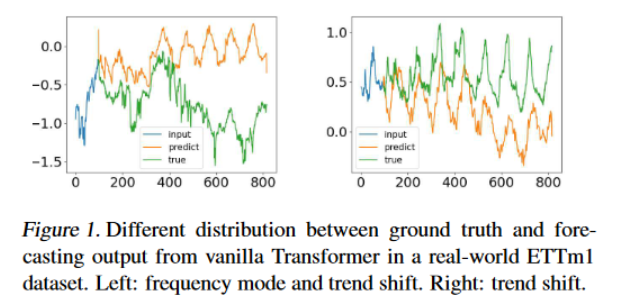 0.0
−0.5
−1.0
−1.5
0 200 400 600 800
input
predict
true
1.0
0.5
0.0
0 200 400 600 800
input
predict
true
Figure 1. Different distribution between ground truth and fore-
casting output from vanilla Transformer in a real-world ETTm1
dataset. Left: frequency mode and trend shift. Right: trend shift.